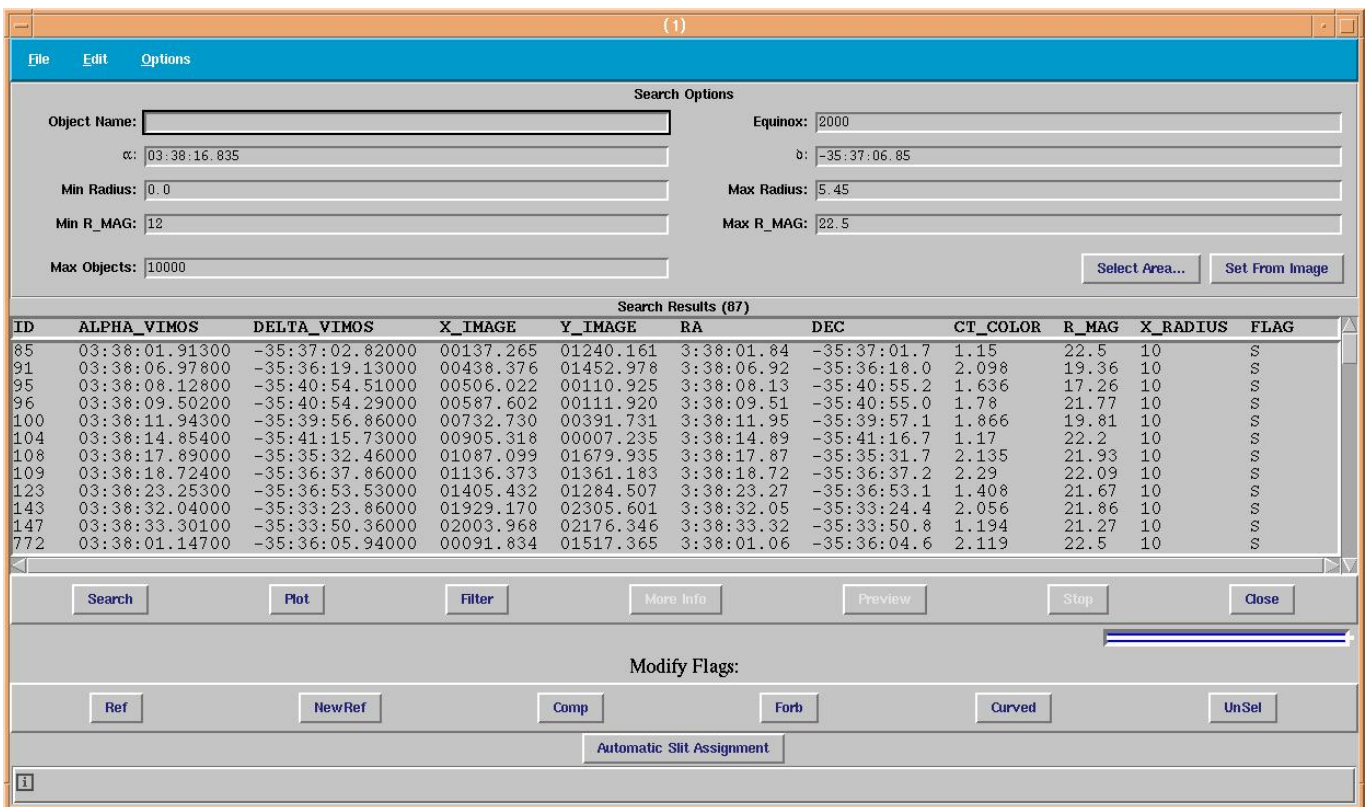 (1)
File Edit Options
Search Options
Object Name: Equinox: 2000
α: 03:38:16.835 δ: -35:37:06.85
Min Radius: 0.0 Max Radius: 5.45
Min R_MAG: 12 Max R_MAG: 22.5
Max Objects: 10000 Select Area... Set From Image
Search Results (87)
ID ALPHA_VIMOS DELTA_VIMOS X_IMAGE Y_IMAGE RA DEC CT_COLOR R_MAG X_RADIUS FLAG
85 03:38:01.91300 -35:37:02.82000 00137.265 01240.161 3:38:01.84 -35:37:01.7 1.15 22.5 10 S
91 03:38:06.97800 -35:36:19.13000 00438.376 01452.978 3:38:06.92 -35:36:18.0 2.098 19.36 10 S
95 03:38:08.12800 -35:40:54.51000 00506.022 00110.925 3:38:08.13 -35:40:55.2 1.636 17.26 10 S
96 03:38:09.50200 -35:40:54.29000 00587.602 00111.920 3:38:09.51 -35:40:55.0 1.78 21.77 10 S
100 03:38:11.94300 -35:39:56.86000 00732.730 00391.731 3:38:11.95 -35:39:57.1 1.866 19.81 10 S
104 03:38:14.85400 -35:41:15.73000 00905.318 00007.235 3:38:14.89 -35:41:16.7 1.17 22.2 10 S
108 03:38:17.89000 -35:35:32.46000 01087.099 01679.935 3:38:17.87 -35:35:31.7 2.135 21.93 10 S
109 03:38:18.72400 -35:36:37.86000 01136.373 01361.183 3:38:18.72 -35:36:37.2 2.29 22.09 10 S
123 03:38:23.25300 -35:36:53.53000 01405.432 01284.507 3:38:23.27 -35:36:53.1 1.408 21.67 10 S
143 03:38:32.04000 -35:33:23.86000 01929.170 02305.601 3:38:32.05 -35:33:24.4 2.056 21.86 10 S
147 03:38:33.30100 -35:33:50.36000 02003.968 02176.346 3:38:33.32 -35:33:50.8 1.194 21.27 10 S
772 03:38:01.14700 -35:36:05.94000 00091.834 01517.365 3:38:01.06 -35:36:04.6 2.119 22.5 10 S
Search Plot Filter More Info Preview Stop Close
Modify Flags:
Ref NewRef Comp Forb Curved UnSel
Automatic Slit Assignment
i